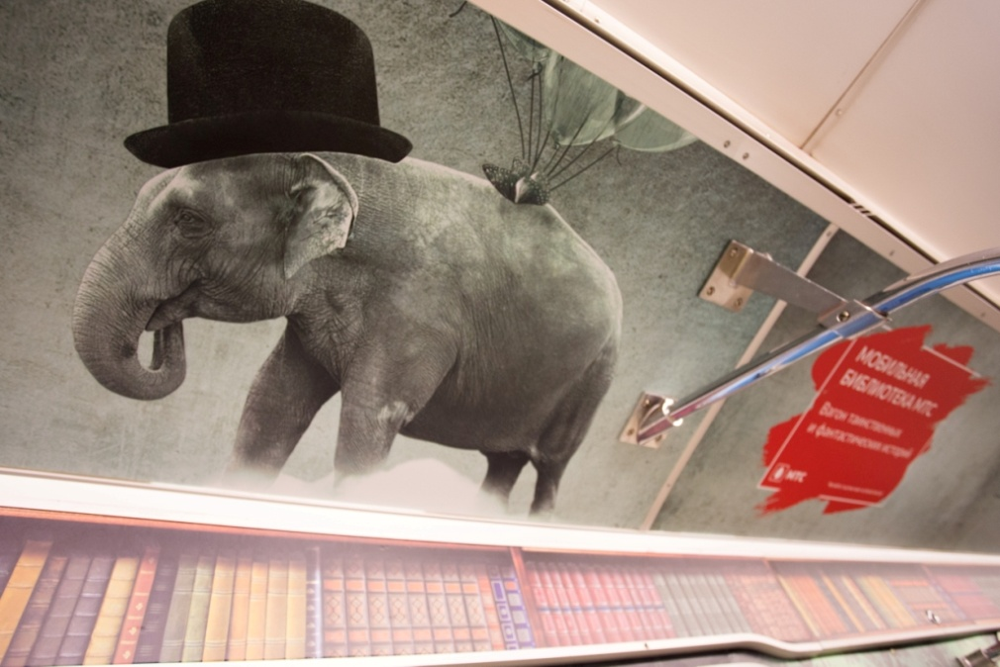 МОБИЛЬНАЯ
БИБЛИОТЕКА МТС
Вагон таинственных
и фантастических историй
МТС